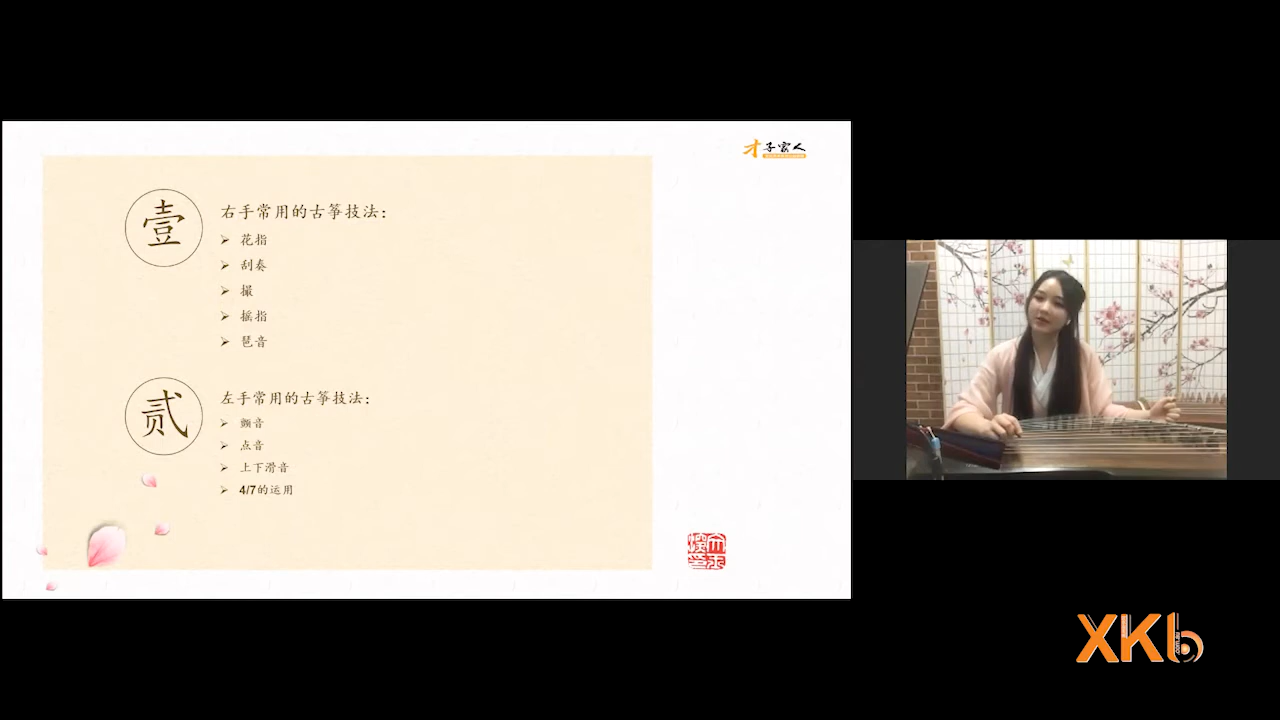 才子雲人
壹
右手常用的古筝技法:
➢ 花指
➢ 刮奏
➢ 撮
➢ 摇指
➢ 琶音
贰
左手常用的古筝技法:
➢ 颤音
➢ 点音
➢ 上下滑音
➢ 4/7的运用
XKb